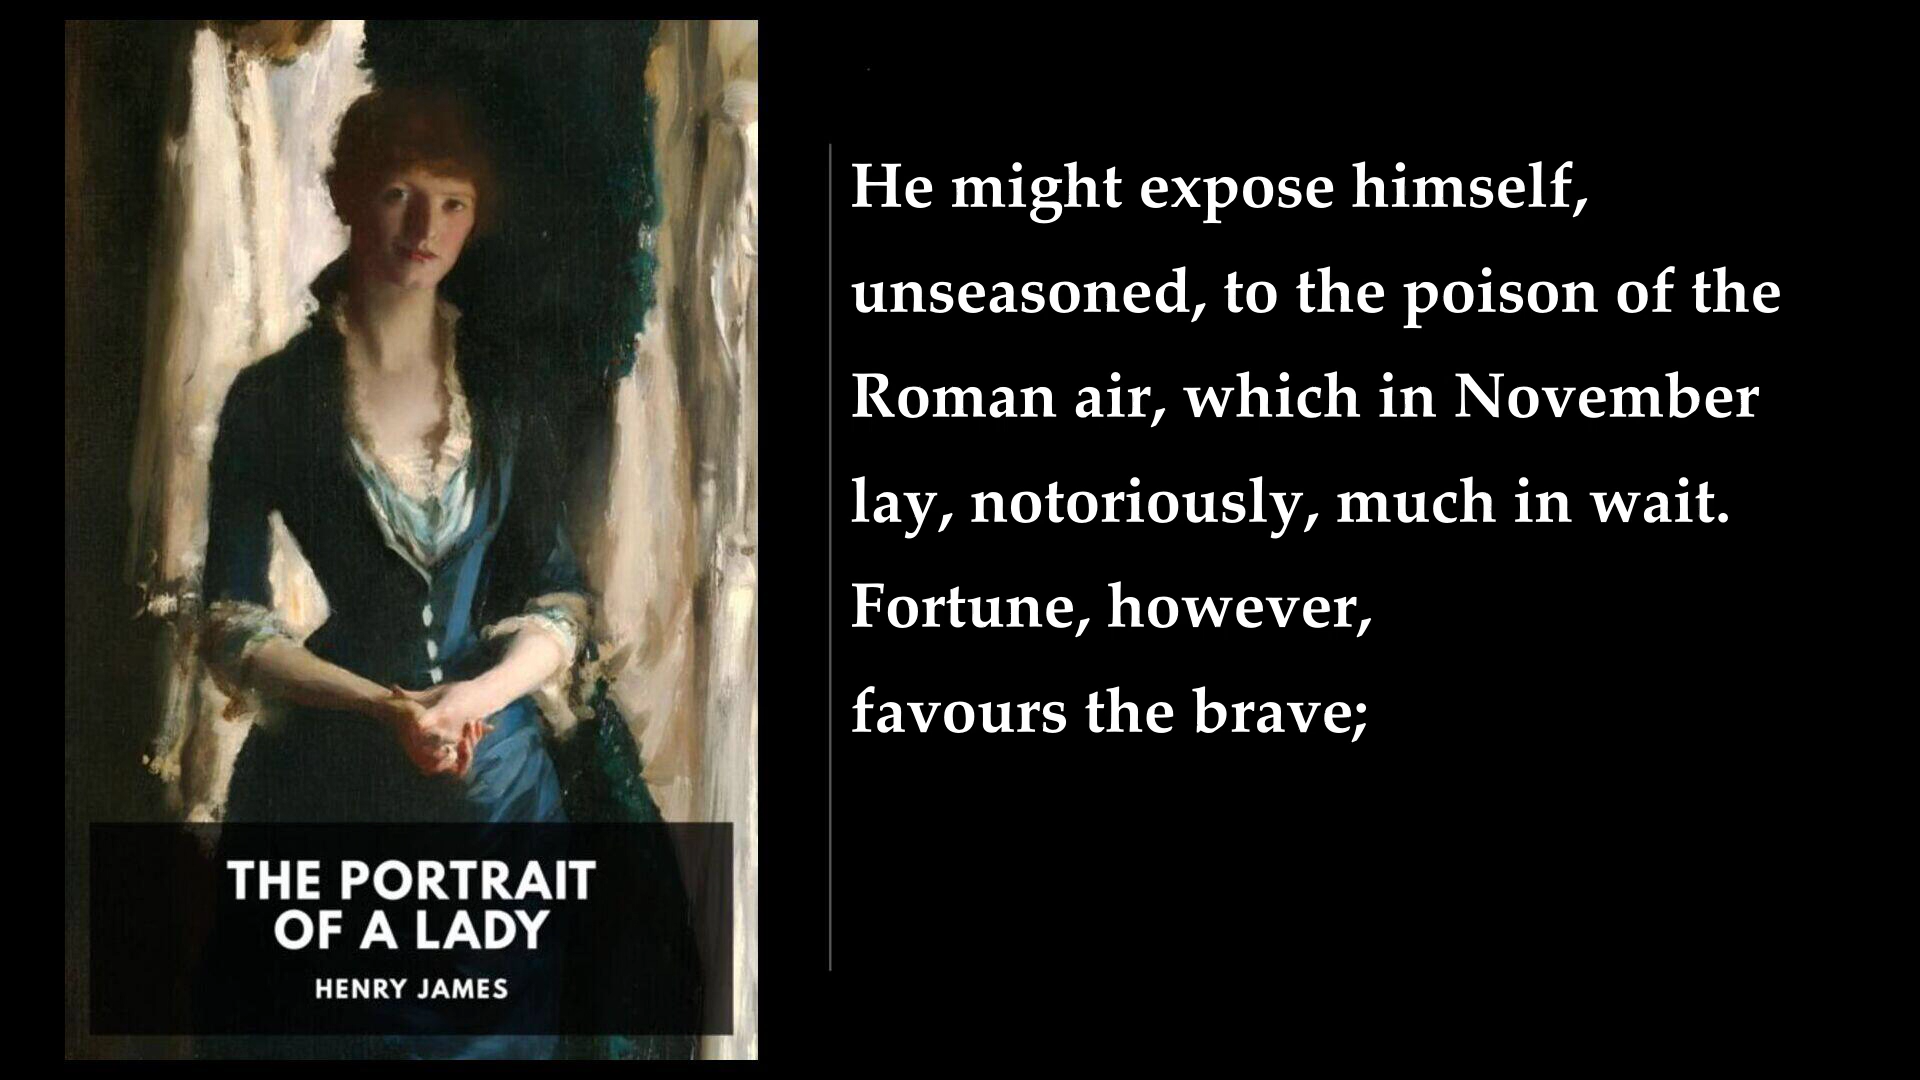 THE PORTRAIT
OF A LADY
HENRY JAMES
He might expose himself,
unseasoned, to the poison of the
Roman air, which in November
lay, notoriously, much in wait.
Fortune, however,
favours the brave;